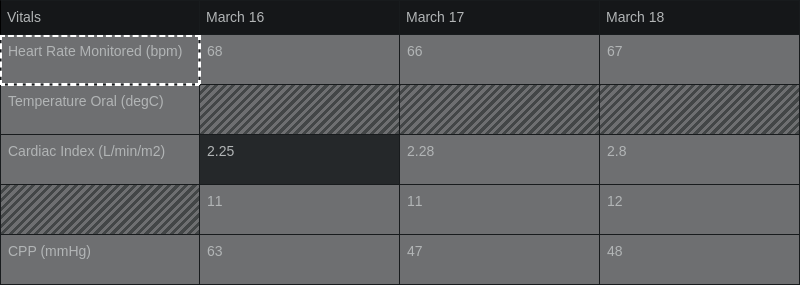 Vitals March 16 March 17 March 18
Heart Rate Monitored (bpm) 68 66 67
Temperature Oral (degC)
Cardiac Index (L/min/m2) 2.25 2.28 2.8
11 11 12
CPP (mmHg) 63 47 48